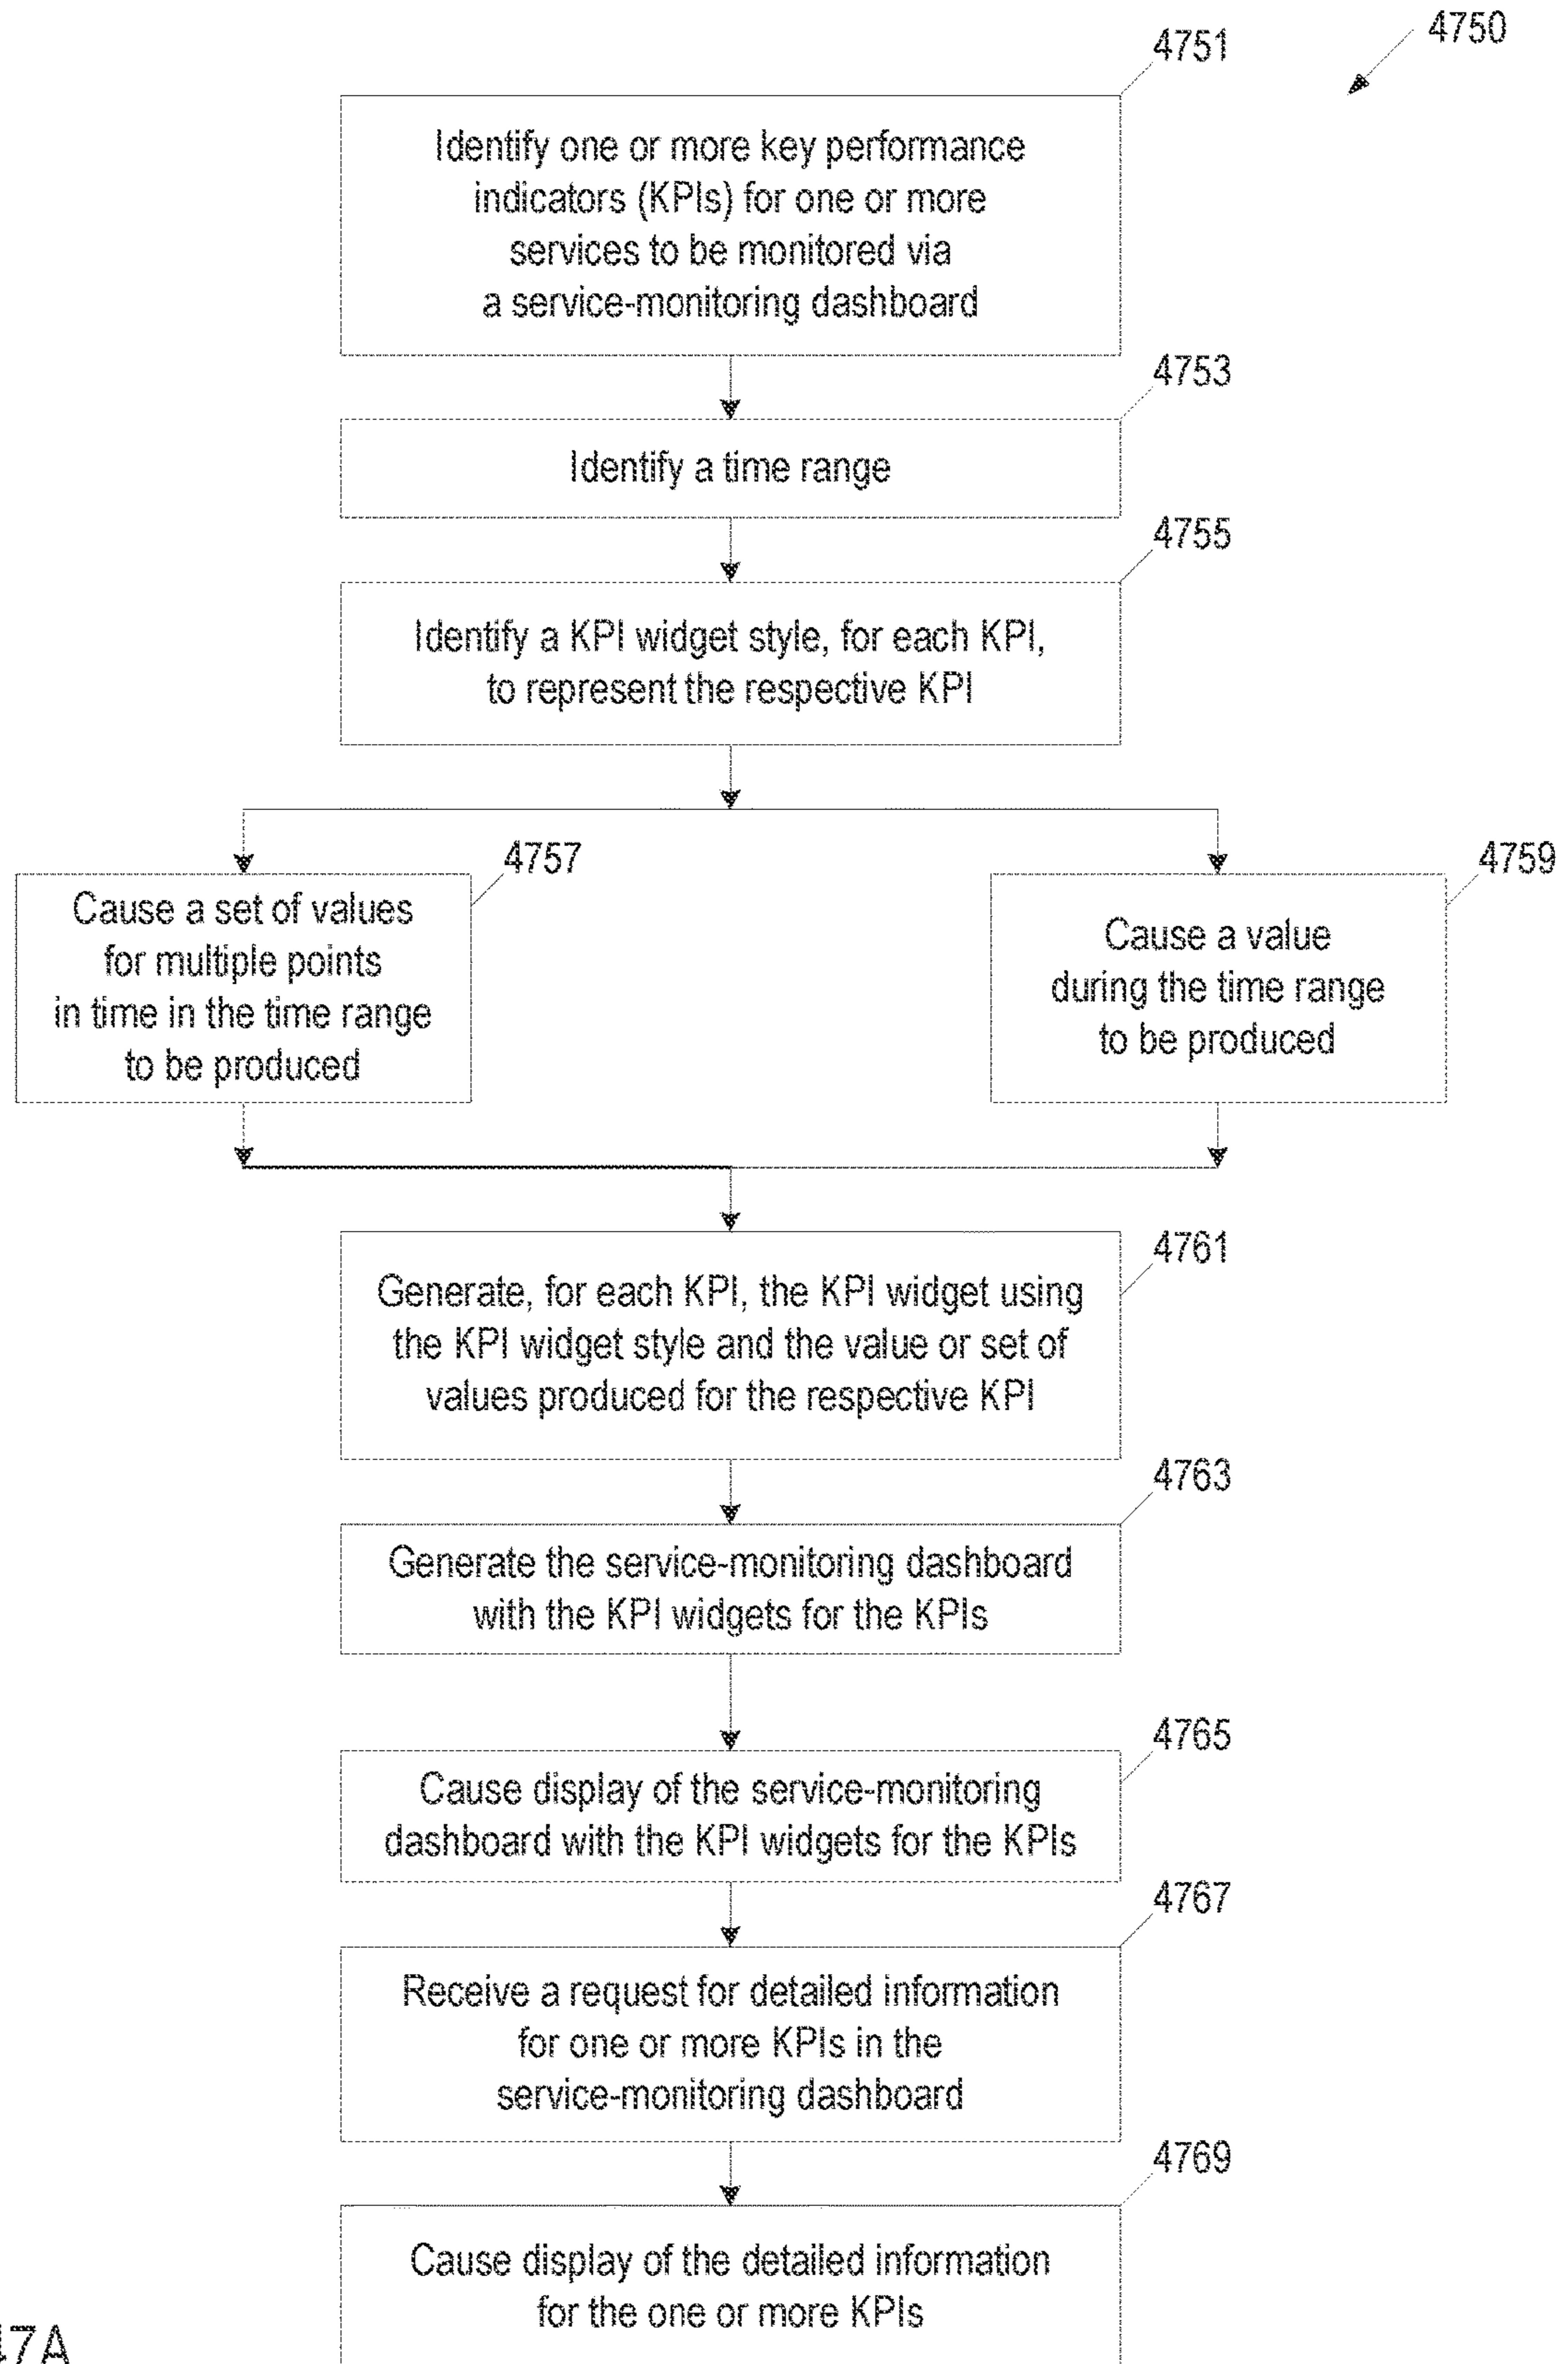 4750
4751
Identify one or more key performance
indicators (KPIs) for one or more
services to be monitored via
a service-monitoring dashboard
4753
Identify a time range
4755
Identify a KPI widget style, for each KPI,
to represent the respective KPI
4757
Cause a set of values
for multiple points
in time in the time range
to be produced
4759
Cause a value
during the time range
to be produced
4761
Generate, for each KPI, the KPI widget using
the KPI widget style and the value or set of
values produced for the respective KPI
4763
Generate the service-monitoring dashboard
with the KPI widgets for the KPIs
4765
Cause display of the service-monitoring
dashboard with the KPI widgets for the KPIs
4767
Receive a request for detailed information
for one or more KPIs in the
service-monitoring dashboard
4769
Cause display of the detailed information
for the one or more KPIs
47A